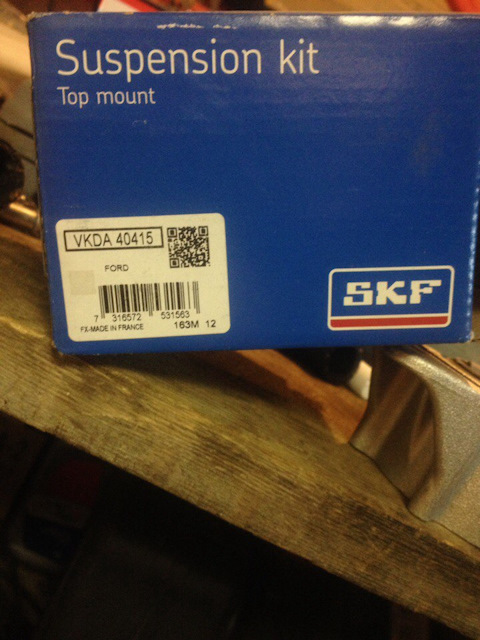 Suspension kit
Top mount
VKDA 40415
FORD
7 316572 531563
FX-MADE IN FRANCE
163M 12
SKF